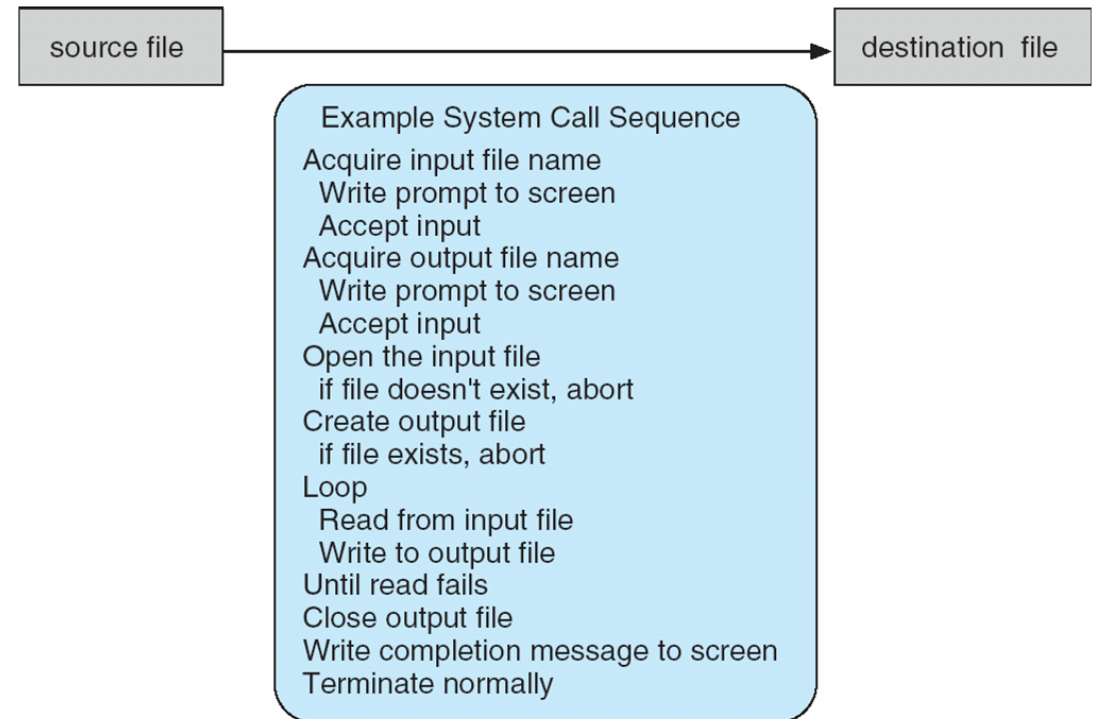 source file
destination file
Example System Call Sequence
Acquire input file name
Write prompt to screen
Accept input
Acquire output file name
Write prompt to screen
Accept input
Open the input file
if file doesn't exist, abort
Create output file
if file exists, abort
Loop
Read from input file
Write to output file
Until read fails
Close output file
Write completion message to screen
Terminate normally